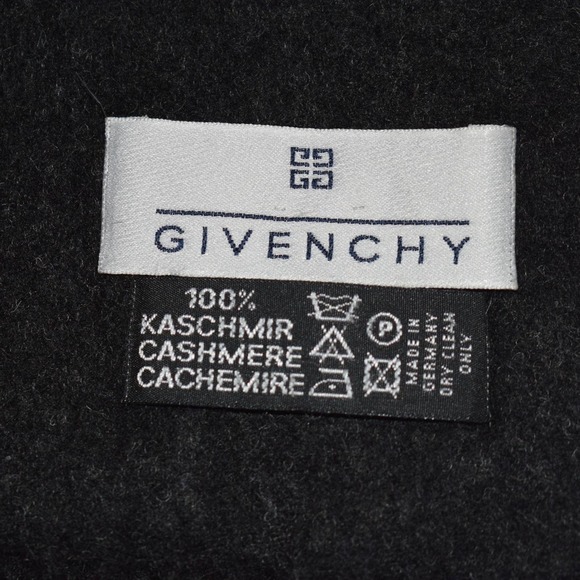 GIVENCHY
100%
KASCHMIR
CASHMERE
CACHEMIRE
P
MADE IN
GERMANY
DRY CLEAN
ONLY